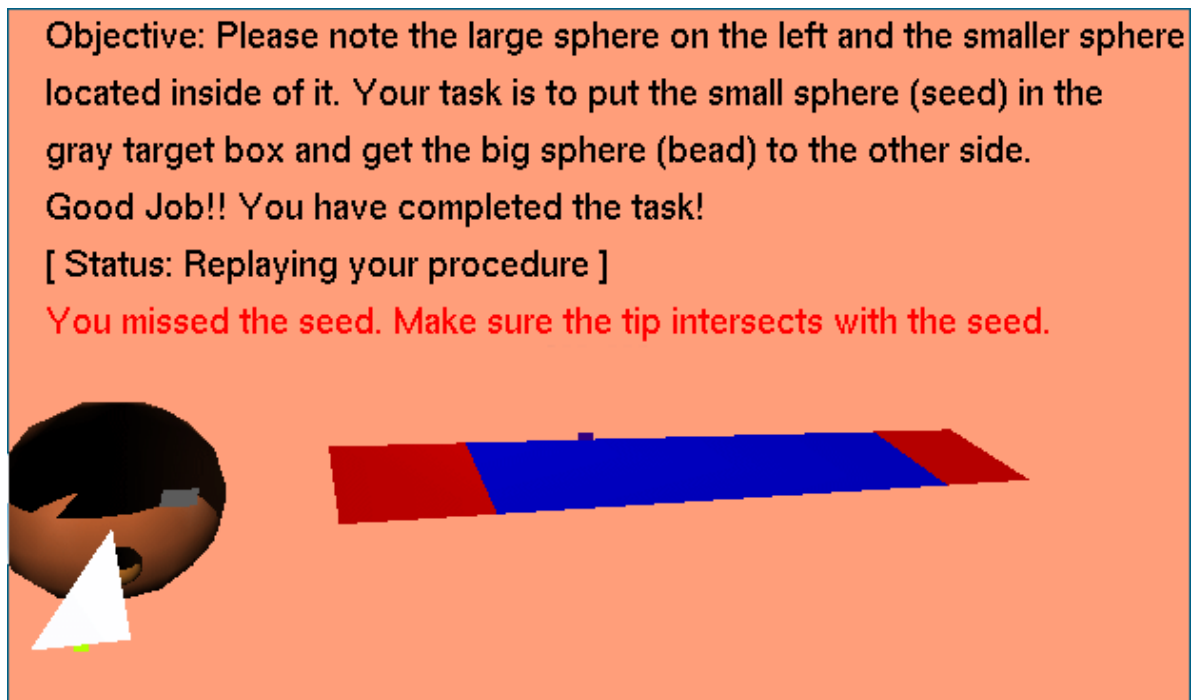 Objective: Please note the large sphere on the left and the smaller sphere
located inside of it. Your task is to put the small sphere (seed) in the
gray target box and get the big sphere (bead) to the other side.
Good Job!! You have completed the task!
[ Status: Replaying your procedure ]
You missed the seed. Make sure the tip intersects with the seed.